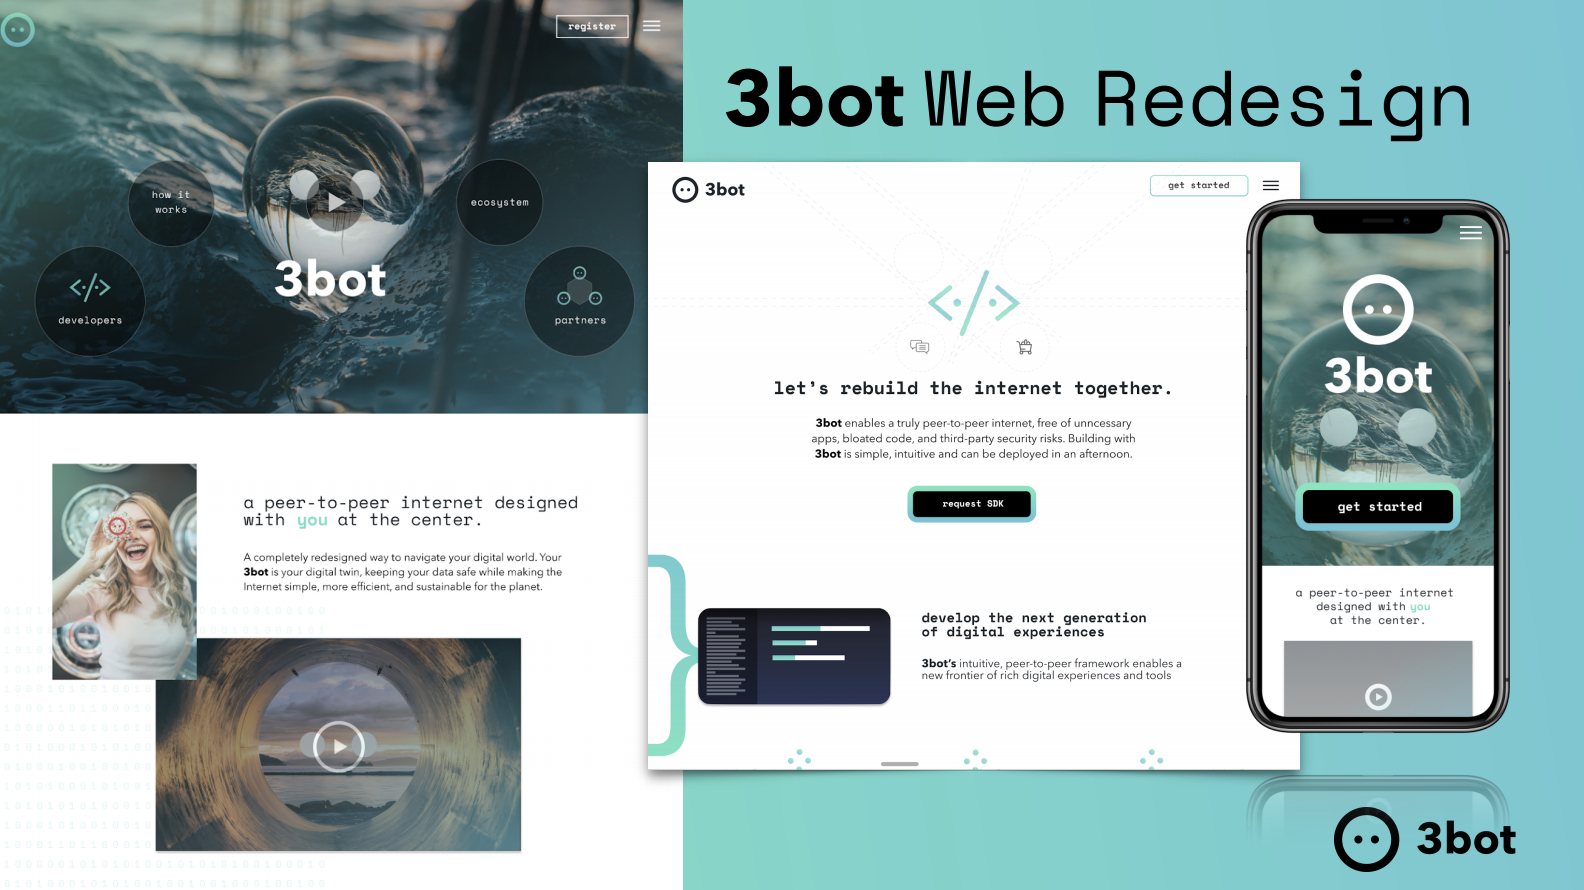 register
how it
works
ecosystem
3bot
developers
partners
a peer-to-peer internet designed
with you at the center.
A completely redesigned way to navigate your digital world. Your
3bot is your digital twin, keeping your data safe while making the
Internet simple, more efficient, and sustainable for the planet.
3bot Web Redesign
3bot
get started
let's rebuild the internet together.
3bot enables a truly peer-to-peer internet, free of unncessary
apps, bloated code, and third-party security risks. Building with
3bot is simple, intuitive and can be deployed in an afternoon.
request SDK
develop the next generation
of digital experiences
3bot's intuitive, peer-to-peer framework enables a
new frontier of rich digital experiences and tools
3bot
get started
a peer-to-peer internet
designed with you
at the center.
3bot